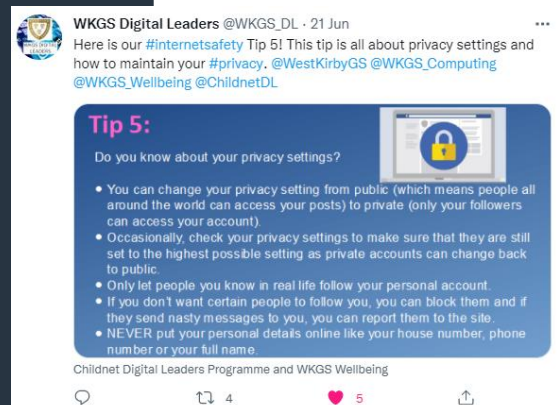 WKGS Digital Leaders @WKGS_DL · 21 Jun
Here is our #internetsafety Tip 5! This tip is all about privacy settings and
how to maintain your #privacy. @WestKirbyGS @WKGS_Computing
@WKGS_Wellbeing @ChildnetDL
Tip 5:
Do you know about your privacy settings?
• You can change your privacy setting from public (which means people all
around the world can access your posts) to private (only your followers
can access your account).
• Occasionally, check your privacy settings to make sure that they are still
set to the highest possible setting as private accounts can change back
to public.
• Only let people you know in real life follow your personal account.
• If you don't want certain people to follow you, you can block them and if
they send nasty messages to you, you can report them to the site.
• NEVER put your personal details online like your house number, phone
number or your full name.
Childnet Digital Leaders Programme and WKGS Wellbeing
4
5